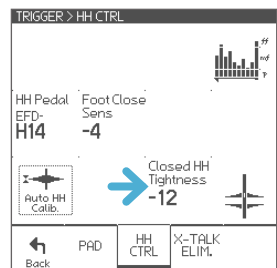 TRIGGER > HH CTRL
ff
mf
p
HH Pedal
EFD-
H14
Foot Close
Sens
-4
Auto HH
Calib.
Closed HH
Tightness
-12
Back
PAD
HH
CTRL
X-TALK
ELIM.